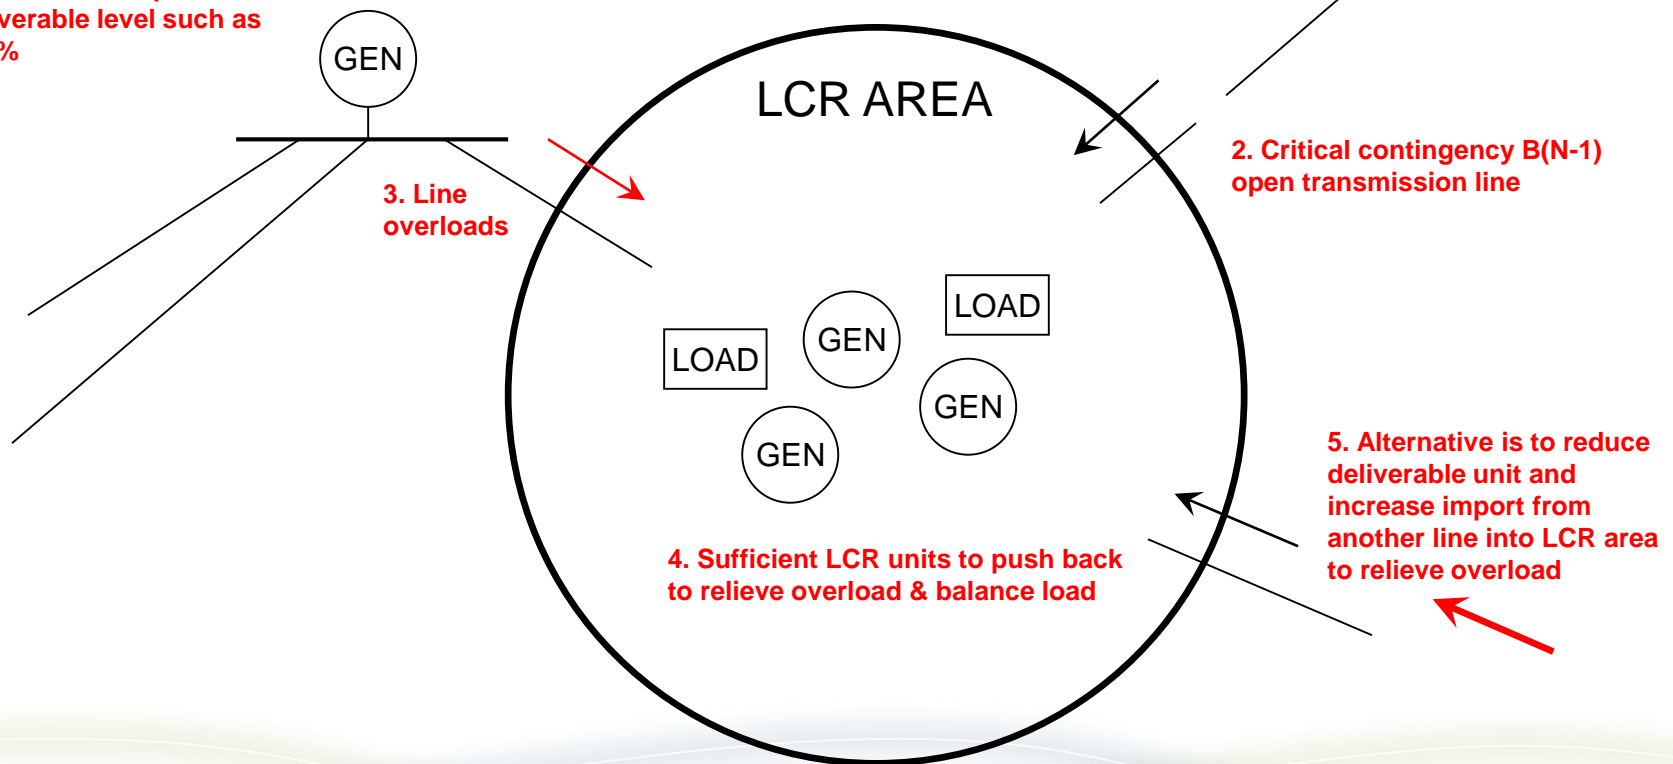 verable level such as
%
GEN
LCR AREA
2. Critical contingency B(N-1)
open transmission line
3. Line
overloads
LOAD
GEN
LOAD
GEN
GEN
4. Sufficient LCR units to push back
to relieve overload & balance load
5. Alternative is to reduce
deliverable unit and
increase import from
another line into LCR area
to relieve overload